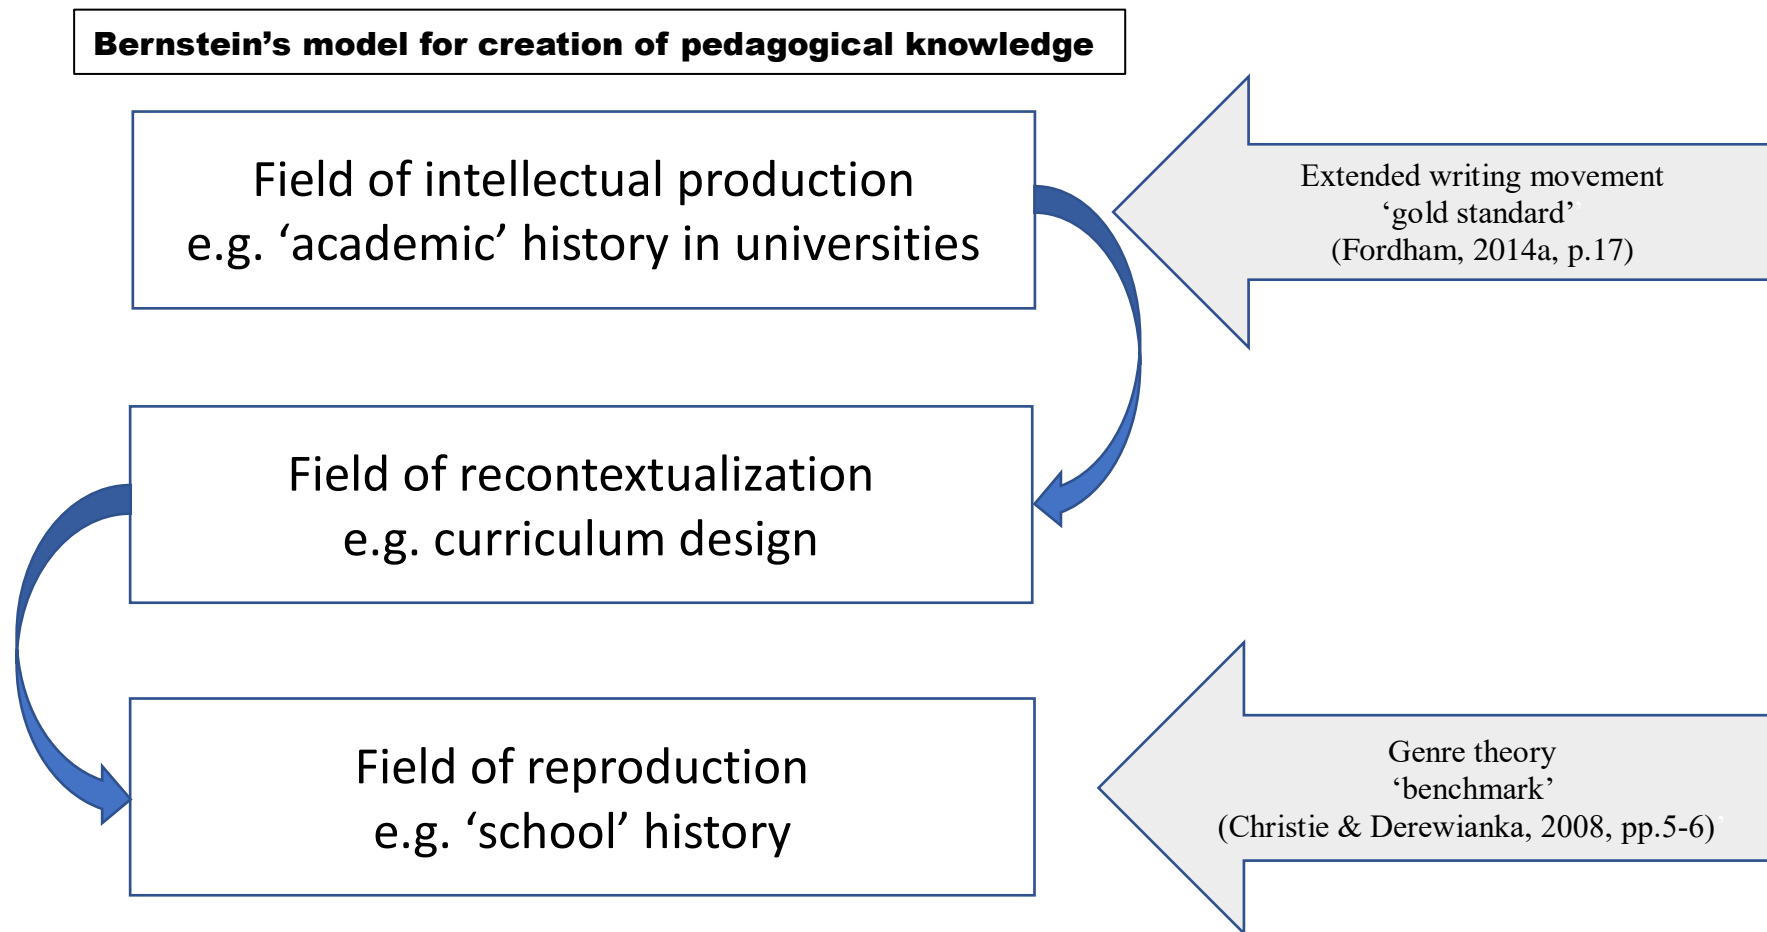 Bernstein’s model for creation of pedagogical knowledge
Field of intellectual production
e.g. ‘academic’ history in universities
Extended writing movement
‘gold standard’
(Fordham, 2014a, p.17)
Field of recontextualization
e.g. curriculum design
Field of reproduction
e.g. ‘school’ history
Genre theory
‘benchmark’
(Christie & Derewianka, 2008, pp.5-6)